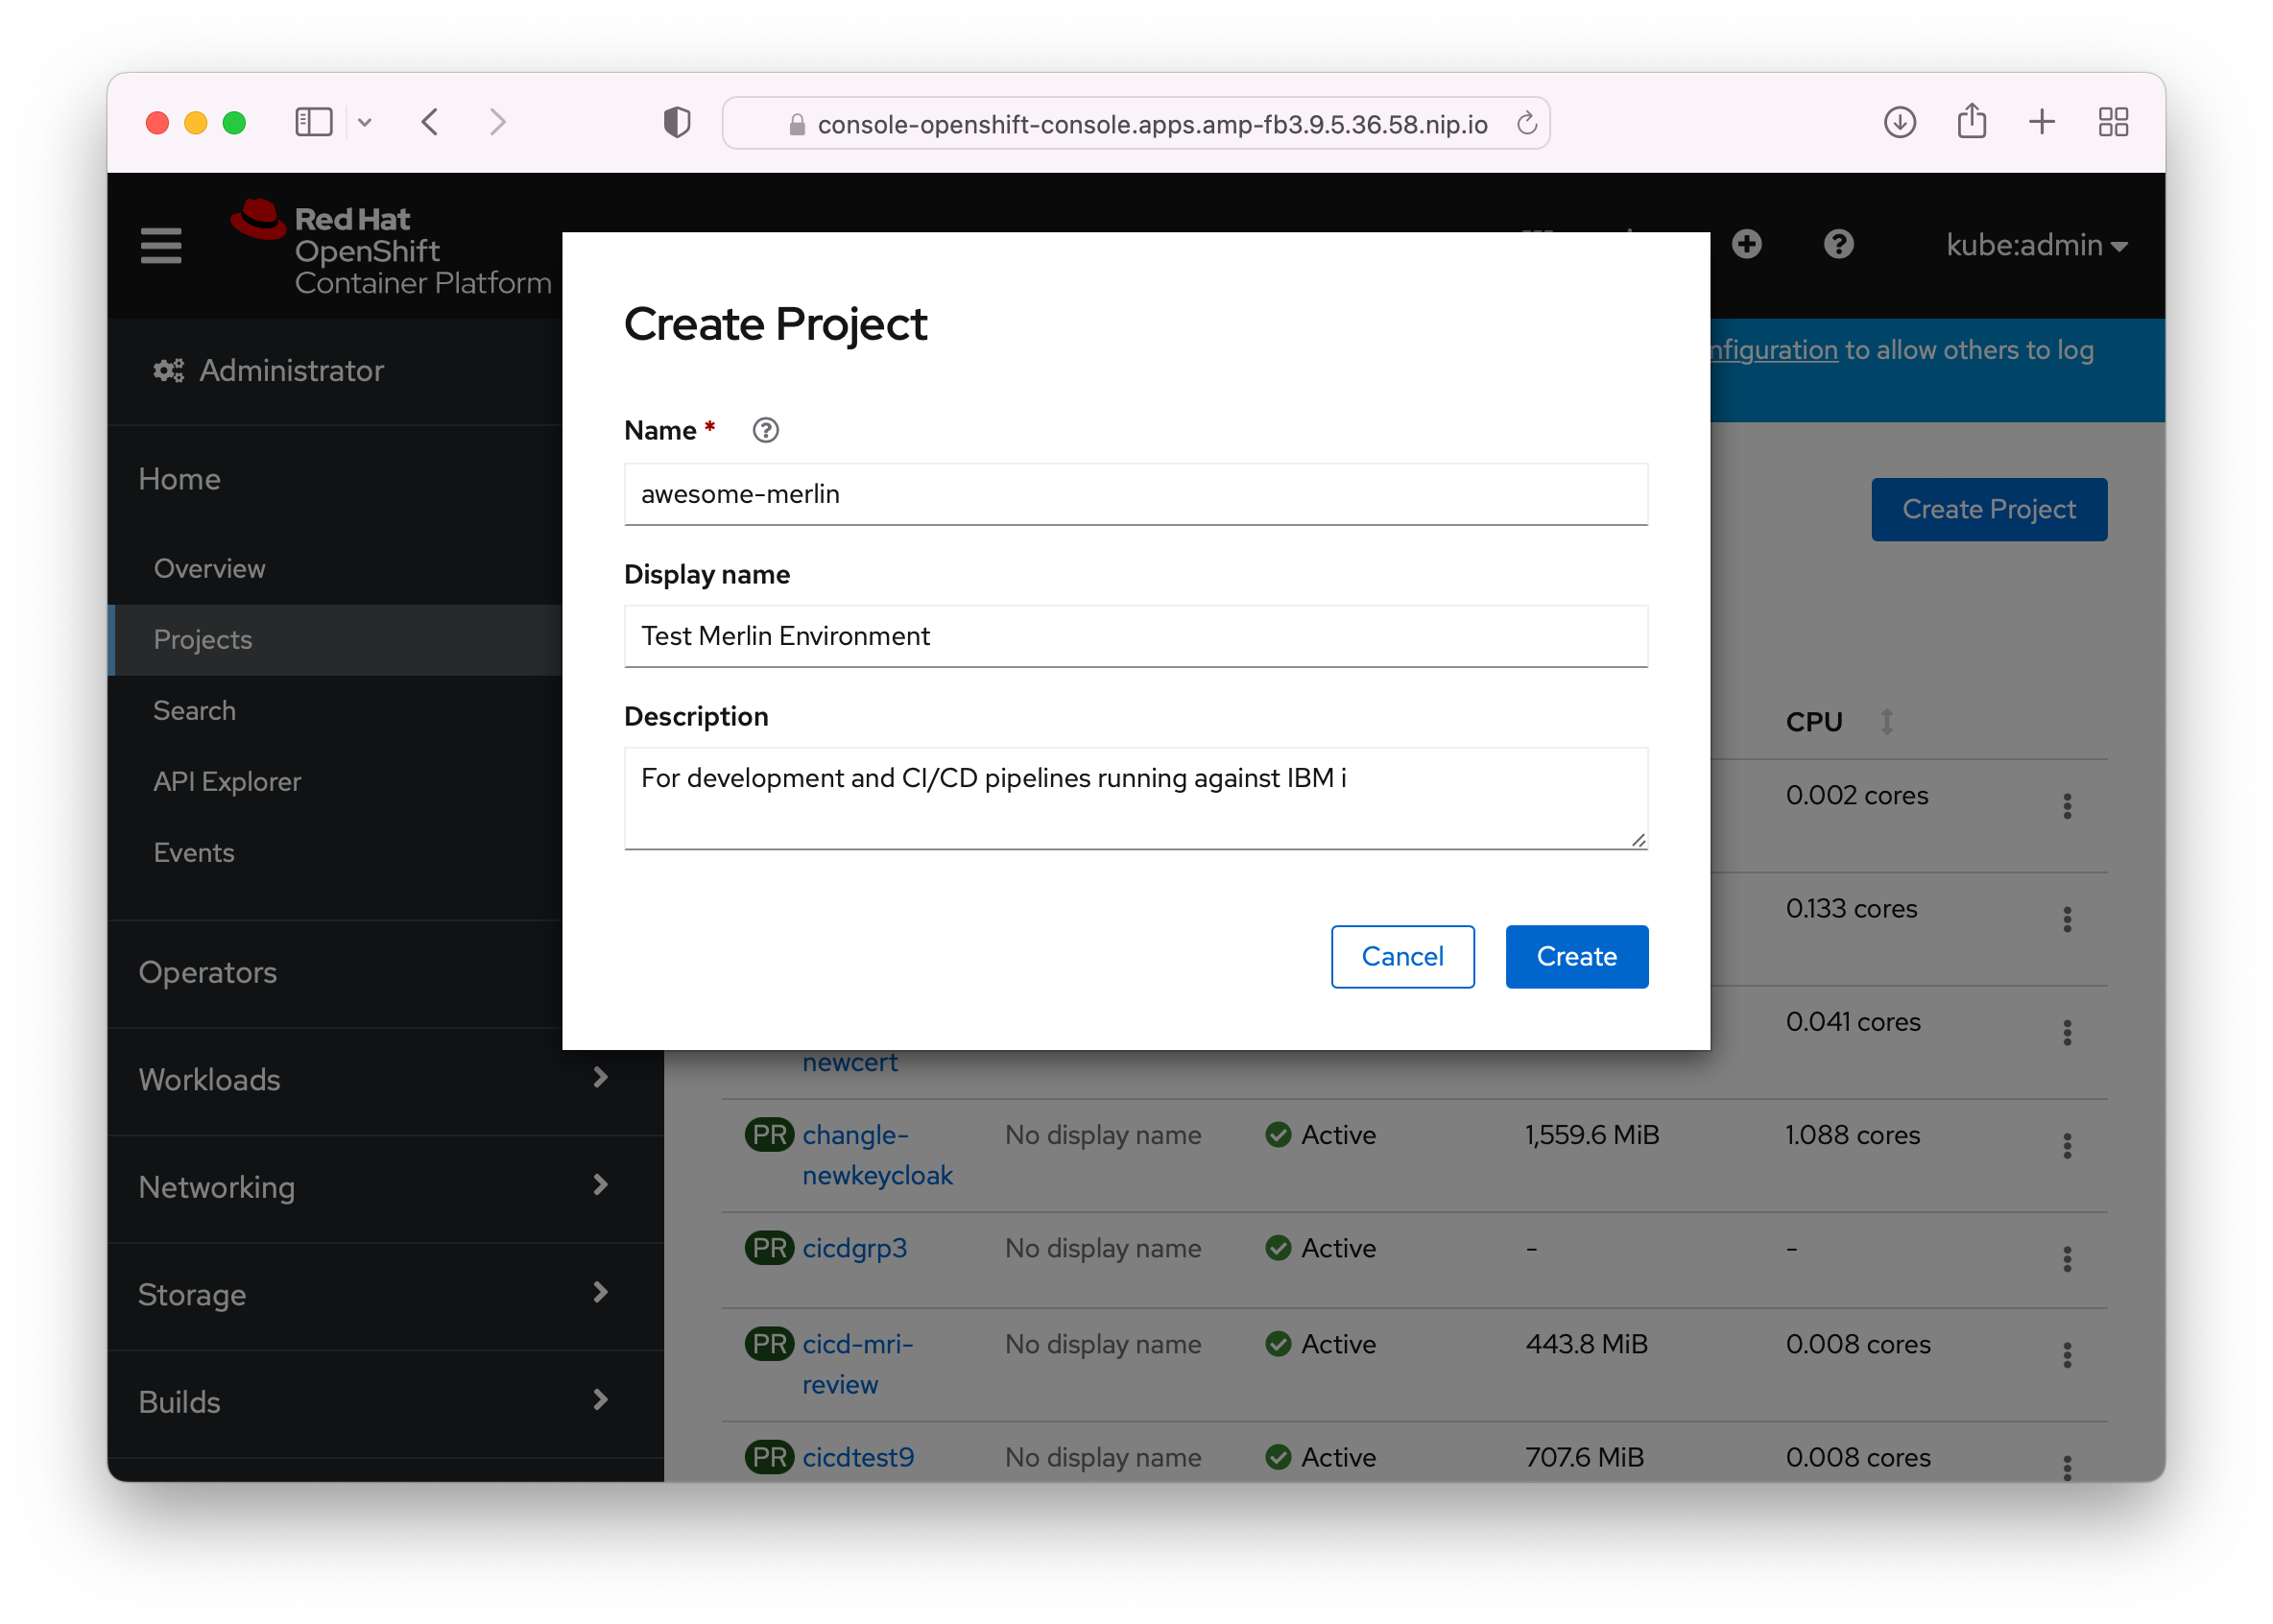 console-openshift-console.apps.amp-fb3.9.5.36.58.nip.io
Red Hat
OpenShift
Container Platform
kube:admin
Administrator
Home
Overview
Projects
Search
API Explorer
Events
Operators
Workloads
Networking
Storage
Builds
to allow others to log
Create Project
Create Project
Name *
awesome-merlin
Display name
Test Merlin Environment
Description
For development and CI/CD pipelines running against IBM i
Cancel
Create
CPU
0.002 cores
0.133 cores
0.041 cores
newcert
PR changle-newkeycloak No display name Active 1,559.6 MiB 1.088 cores
PR cicdgrp3 No display name Active - -
PR cicd-mri-review No display name Active 443.8 MiB 0.008 cores
PR cicdtest9 No display name Active 707.6 MiB 0.008 cores